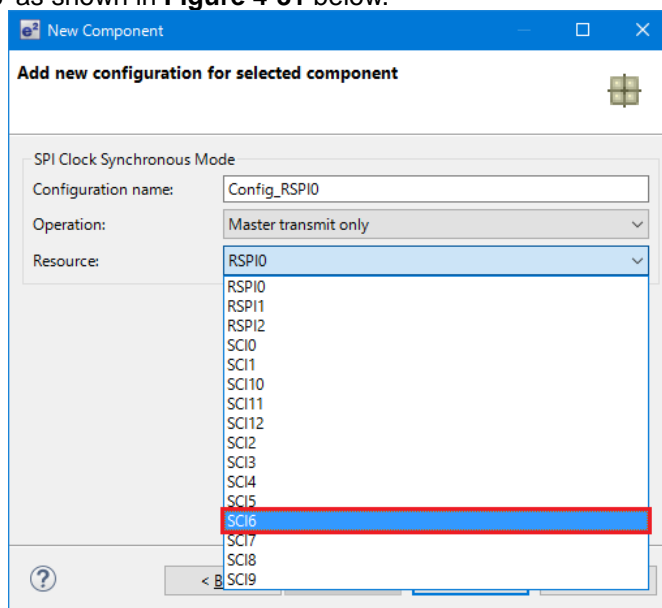 as shown in Figure 4-31 below.
e² New Component
Add new configuration for selected component
SPI Clock Synchronous Mode
Configuration name: Config_RSPI0
Operation: Master transmit only
Resource: RSPI0
RSPI0
RSPI1
RSPI2
SCI0
SCI1
SCI10
SCI11
SCI12
SCI2
SCI3
SCI4
SCI5
SCI6
SCI7
SCI8
< B SCI9